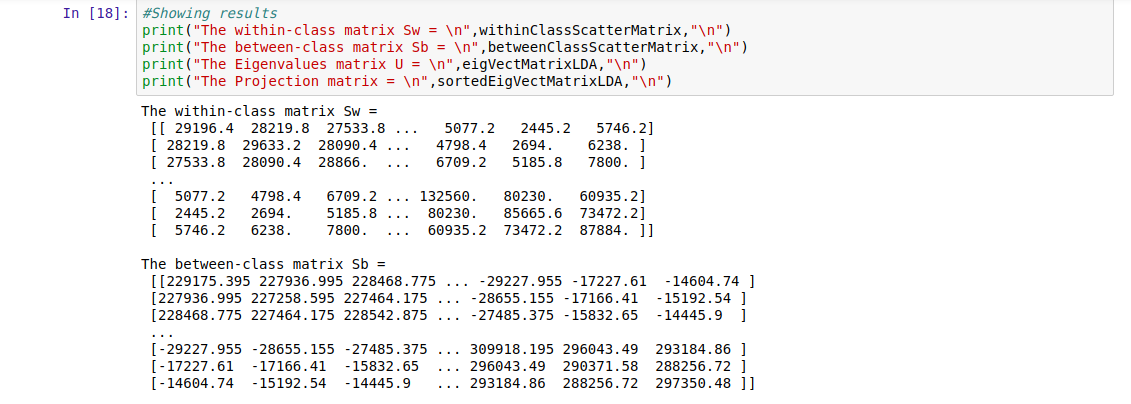 In [18]: #Showing results
print("The within-class matrix Sw = \n",withinClassScatterMatrix,"\n")
print("The between-class matrix Sb = \n",betweenClassScatterMatrix,"\n")
print("The Eigenvalues matrix U = \n",eigVectMatrixLDA,"\n")
print("The Projection matrix = \n",sortedEigVectMatrixLDA,"\n")
The within-class matrix Sw =
[[ 29196.4  28219.8  27533.8 ...   5077.2   2445.2   5746.2]
[ 28219.8  29633.2  28090.4 ...   4798.4   2694.    6238. ]
[ 27533.8  28090.4  28866.  ...   6709.2   5185.8   7800. ]
...
[  5077.2   4798.4   6709.2 ... 132560.   80230.   60935.2]
[  2445.2   2694.    5185.8 ...  80230.   85665.6  73472.2]
[  5746.2   6238.    7800.  ...  60935.2  73472.2  87884. ]]
The between-class matrix Sb =
[[229175.395 227936.995 228468.775 ... -29227.955 -17227.61  -14604.74 ]
[227936.995 227258.595 227464.175 ... -28655.155 -17166.41  -15192.54 ]
[228468.775 227464.175 228542.875 ... -27485.375 -15832.65  -14445.9  ]
...
[-29227.955 -28655.155 -27485.375 ... 309918.195 296043.49  293184.86 ]
[-17227.61  -17166.41  -15832.65  ... 296043.49  290371.58  288256.72 ]
[-14604.74  -15192.54  -14445.9   ... 293184.86  288256.72  297350.48 ]]